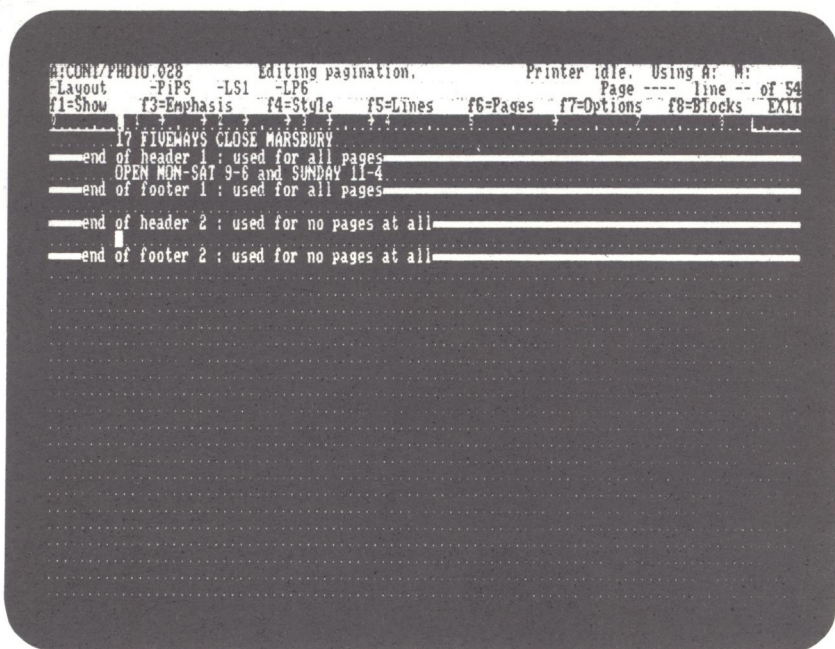 A:CONT/PHOTO.028 Editing pagination. Printer idle. Using A: M:
-Layout -PiPS -LS1 -LP6 Page ---- line -- of 54
f1=Show f3=Emphasis f4=Style f5=Lines f6=Pages f7=Options f8=Blocks EXIT
17 FIVEWAYS CLOSE MARSBURY
end of header 1 : used for all pages
OPEN MON-SAT 9-6 and SUNDAY 11-4
end of footer 1 : used for all pages
end of header 2 : used for no pages at all
end of footer 2 : used for no pages at all